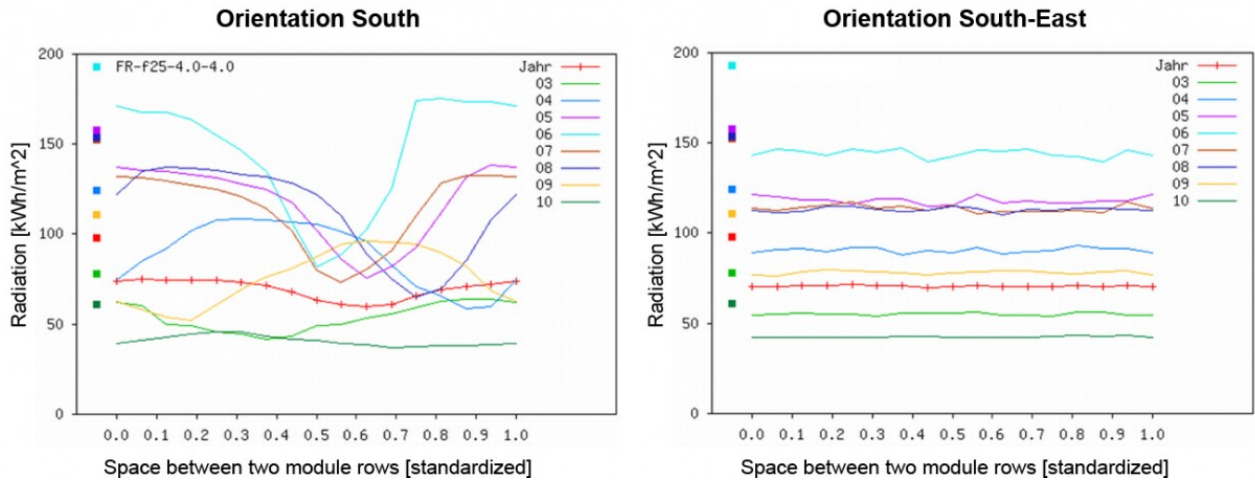 Orientation South
Radiation [kWh/m^2]
200
150
100
50
0
FR-f25-4.0-4.0
Jahr
03
04
05
06
07
08
09
10
0.0 0.1 0.2 0.3 0.4 0.5 0.6 0.7 0.8 0.9 1.0
Space between two module rows [standardized]
Orientation South-East
Radiation [kWh/m^2]
200
150
100
50
0
Jahr
03
04
05
06
07
08
09
10
0.0 0.1 0.2 0.3 0.4 0.5 0.6 0.7 0.8 0.9 1.0
Space between two module rows [standardized]